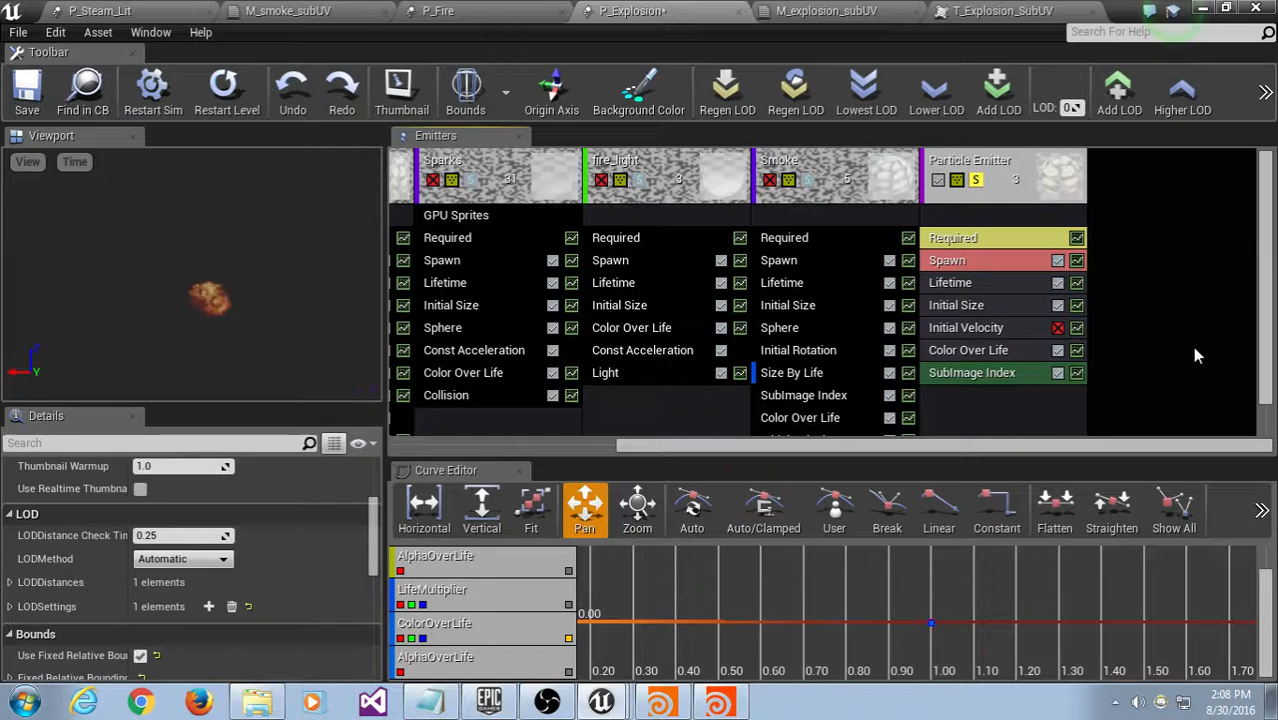 P_Steam_Lit
M_smoke_subUV
P_Fire
P_Explosion*
M_explosion_subUV
T_Explosion_SubUV
File
Edit
Asset
Window
Help
Search For Help
Toolbar
Save
Find in CB
Restart Sim
Restart Level
Undo
Redo
Thumbnail
Bounds
Origin Axis
Background Color
Regen LOD
Regen LOD
Lowest LOD
Lower LOD
Add LOD
LOD: 0
Add LOD
Higher LOD
Viewport
View
Time
Z
Y
Emitters
Sparks
S
31
GPU Sprites
Required
Spawn
Lifetime
Initial Size
Sphere
Const Acceleration
Color Over Life
Collision
fire_light
S
3
Required
Spawn
Lifetime
Initial Size
Color Over Life
Const Acceleration
Light
Smoke
S
5
Required
Spawn
Lifetime
Initial Size
Sphere
Initial Rotation
Size By Life
SubImage Index
Color Over Life
Particle Emitter
S
3
Required
Spawn
Lifetime
Initial Size
Initial Velocity
Color Over Life
SubImage Index
Details
Search
Thumbnail Warmup
1.0
Use Realtime Thumbna
LOD
LODDistance Check Tim
0.25
LODMethod
Automatic
LODDistances
1 elements
LODSettings
1 elements
Bounds
Use Fixed Relative Boun
Fixed Relative Bounding
Curve Editor
Horizontal
Vertical
Fit
Pan
Zoom
Auto
Auto/Clamped
User
Break
Linear
Constant
Flatten
Straighten
Show All
AlphaOverLife
LifeMultiplier
ColorOverLife
AlphaOverLife
0.00
0.20
0.30
0.40
0.50
0.60
0.70
0.80
0.90
1.00
1.10
1.20
1.30
1.40
1.50
1.60
1.70
EPIC
GAMES
2:08 PM
8/30/2016